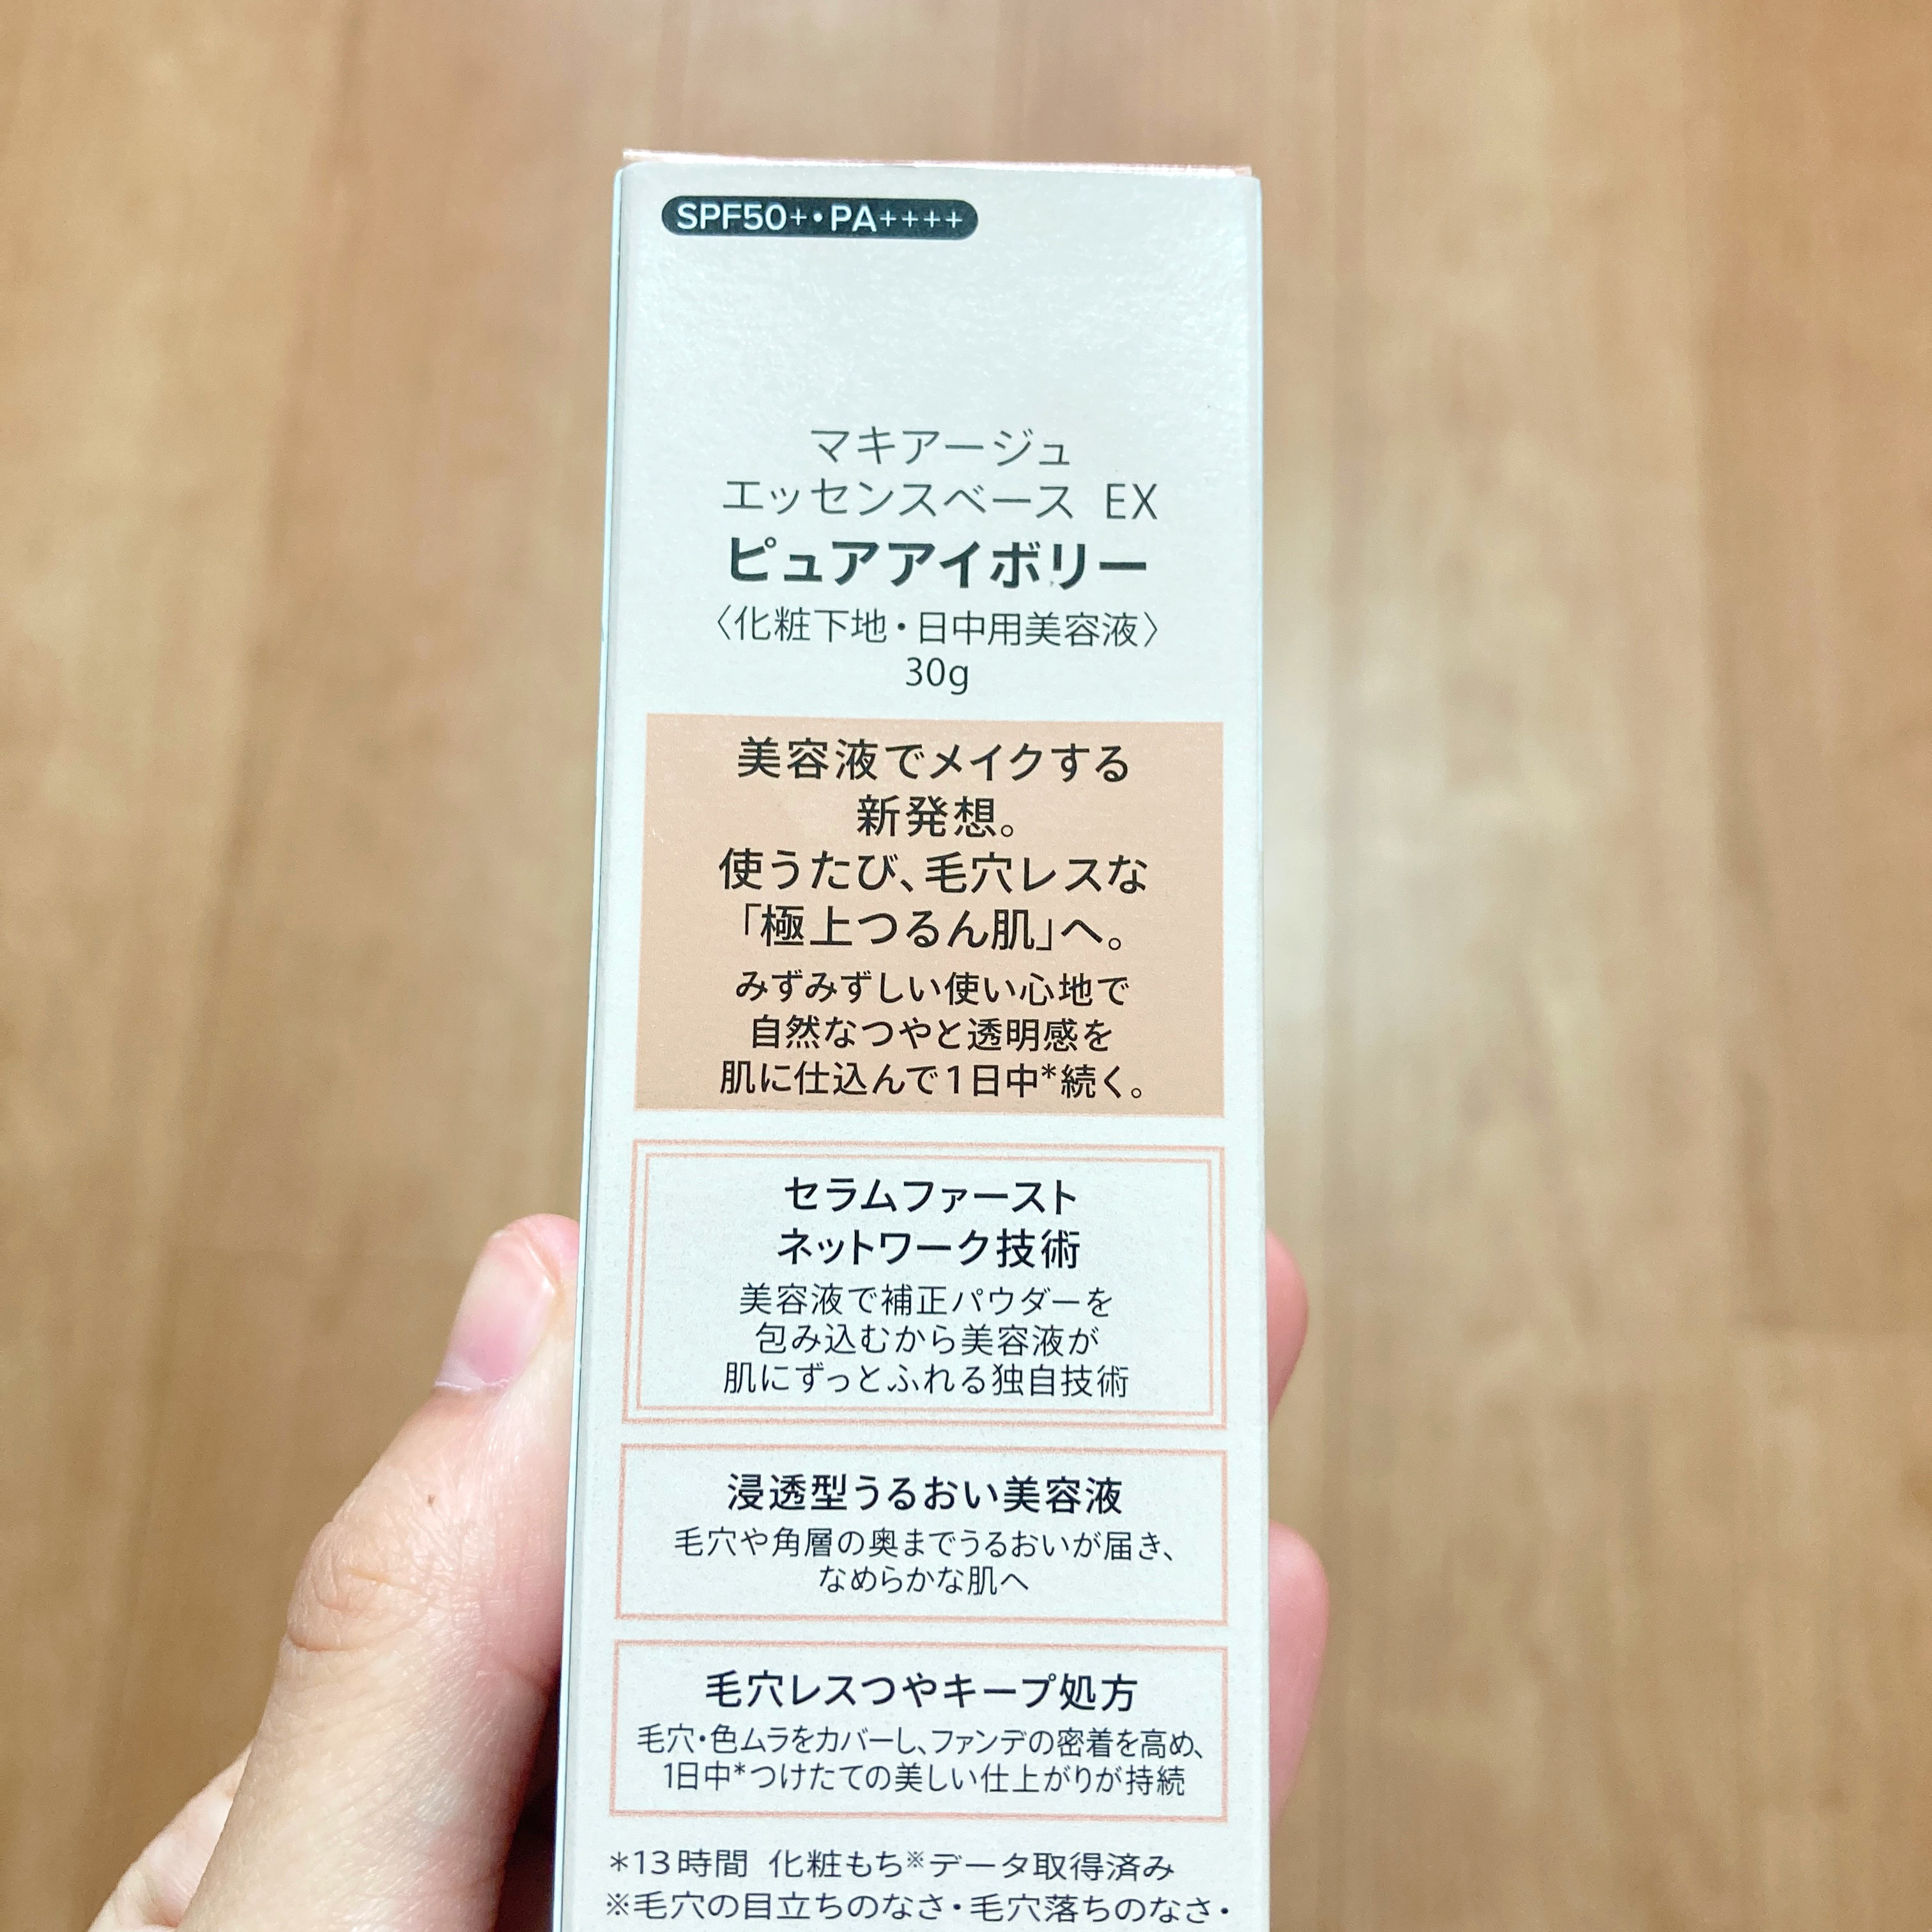 SPF50+・PA++++
マキアージュ
エッセンスベース EX
ピュアアイボリー
〈化粧下地・日中用美容液〉
30g
美容液でメイクする
新発想。
使うたび、毛穴レスな
「極上つるん肌」へ。
みずみずしい使い心地で
自然なつやと透明感を
肌に仕込んで1日中*続く。
セラムファースト
ネットワーク技術
美容液で補正パウダーを
包み込むから美容液が
肌にずっとふれる独自技術
浸透型うるおい美容液
毛穴や角層の奥までうるおいが届き、
なめらかな肌へ
毛穴レスつやキープ処方
毛穴・色ムラをカバーし、ファンデの密着を高め、
1日中*つけたての美しい仕上がりが持続
*13時間 化粧もち※データ取得済み
※毛穴の目立ちのなさ・毛穴落ちのなさ・